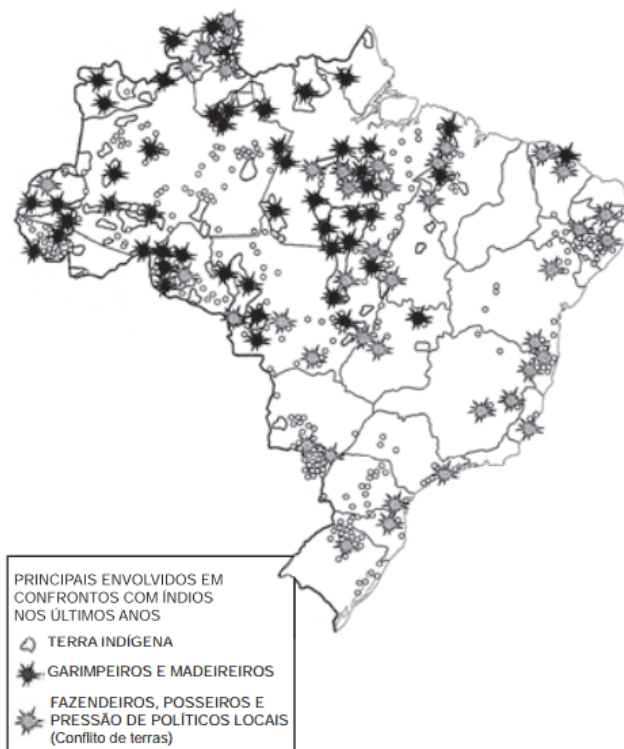 PRINCIPAIS ENVOLVIDOS EM
CONFRONTOS COM ÍNDIOS
NOS ÚLTIMOS ANOS
TERRA INDÍGENA
GARIMPEIROS E MADEIREIROS
FAZENDEIROS, POSSEIROS E
PRESSÃO DE POLÍTICOS LOCAIS
(Conflito de terras)